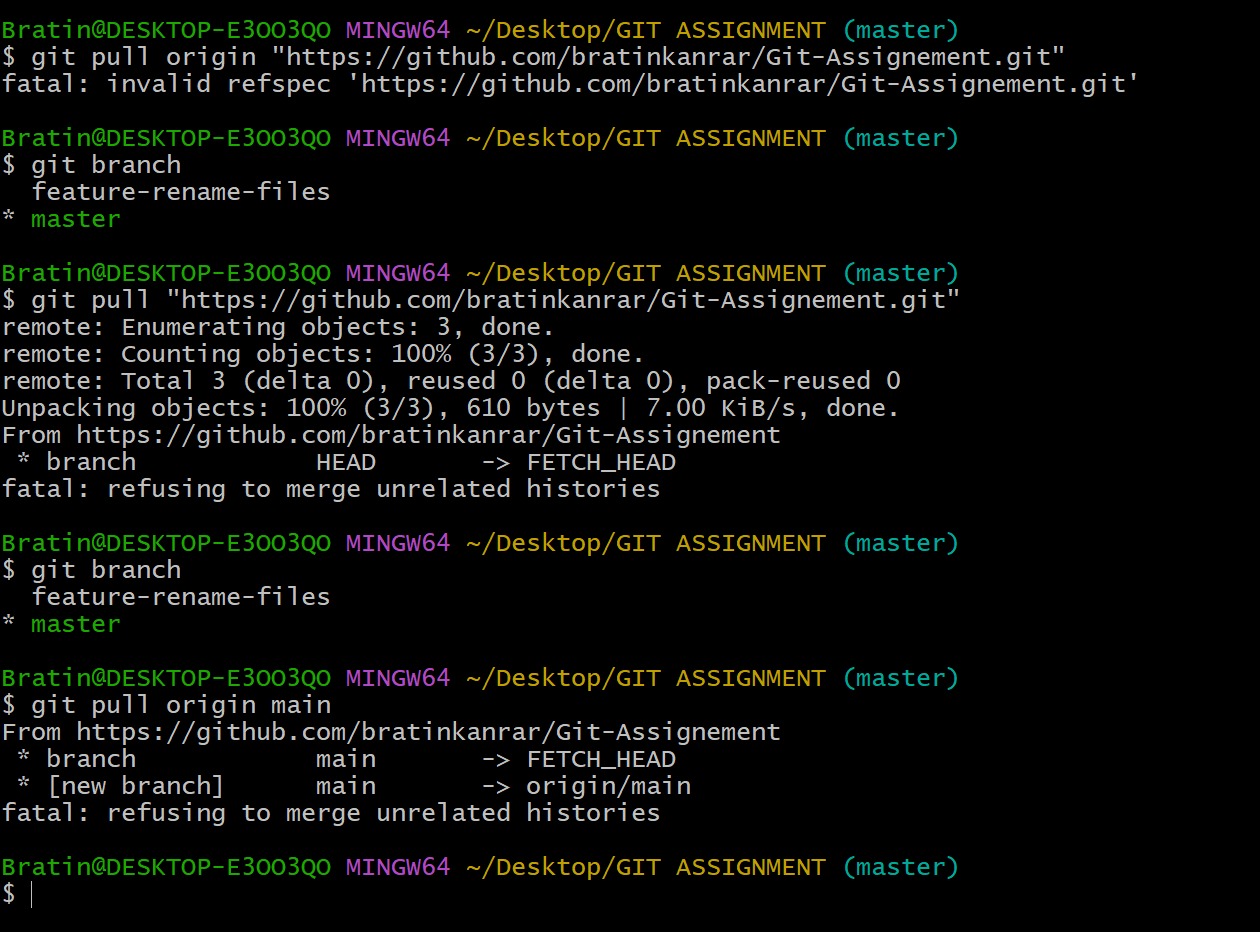 Bratin@DESKTOP-E3OO3QO MINGW64 ~/Desktop/GIT ASSIGNMENT (master)
$ git pull origin "https://github.com/bratinkanrar/Git-Assignement.git"
fatal: invalid refspec 'https://github.com/bratinkanrar/Git-Assignement.git'
Bratin@DESKTOP-E3OO3QO MINGW64 ~/Desktop/GIT ASSIGNMENT (master)
$ git branch
  feature-rename-files
* master
Bratin@DESKTOP-E3OO3QO MINGW64 ~/Desktop/GIT ASSIGNMENT (master)
$ git pull "https://github.com/bratinkanrar/Git-Assignement.git"
remote: Enumerating objects: 3, done.
remote: Counting objects: 100% (3/3), done.
remote: Total 3 (delta 0), reused 0 (delta 0), pack-reused 0
Unpacking objects: 100% (3/3), 610 bytes | 7.00 KiB/s, done.
From https://github.com/bratinkanrar/Git-Assignement
 * branch            HEAD       -> FETCH_HEAD
fatal: refusing to merge unrelated histories
Bratin@DESKTOP-E3OO3QO MINGW64 ~/Desktop/GIT ASSIGNMENT (master)
$ git branch
  feature-rename-files
* master
Bratin@DESKTOP-E3OO3QO MINGW64 ~/Desktop/GIT ASSIGNMENT (master)
$ git pull origin main
From https://github.com/bratinkanrar/Git-Assignement
 * branch            main       -> FETCH_HEAD
 * [new branch]      main       -> origin/main
fatal: refusing to merge unrelated histories
Bratin@DESKTOP-E3OO3QO MINGW64 ~/Desktop/GIT ASSIGNMENT (master)
$